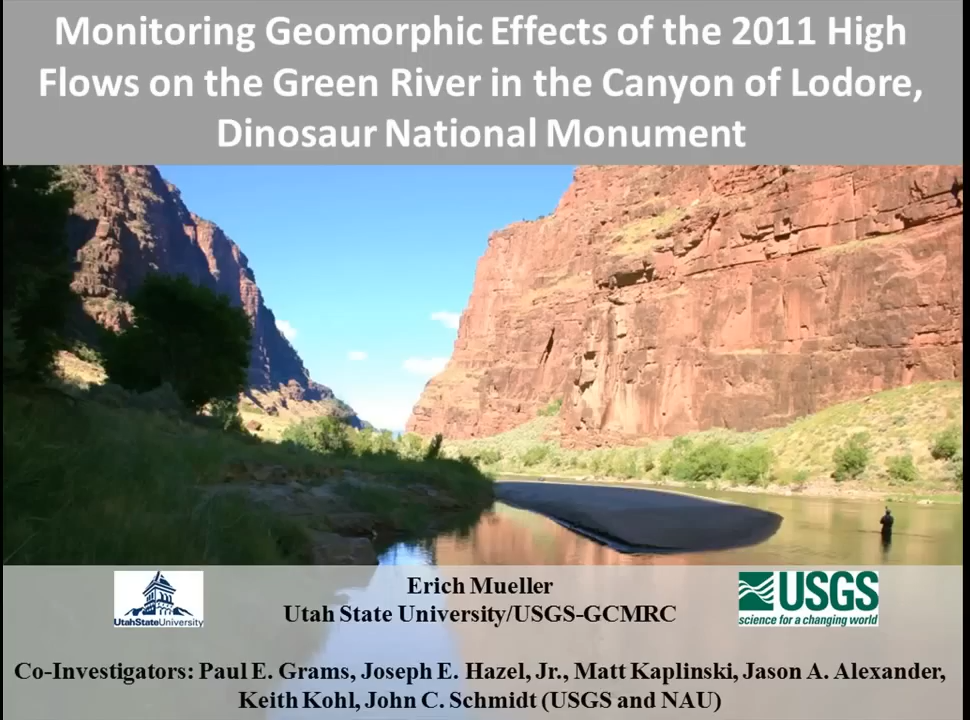 Monitoring Geomorphic Effects of the 2011 High
Flows on the Green River in the Canyon of Lodore,
Dinosaur National Monument
Erich Mueller
Utah State University/USGS-GCMRC
UtahStateUniversity
USGS
science for a changing world
Co-Investigators: Paul E. Grams, Joseph E. Hazel, Jr., Matt Kaplinski, Jason A. Alexander,
Keith Kohl, John C. Schmidt (USGS and NAU)